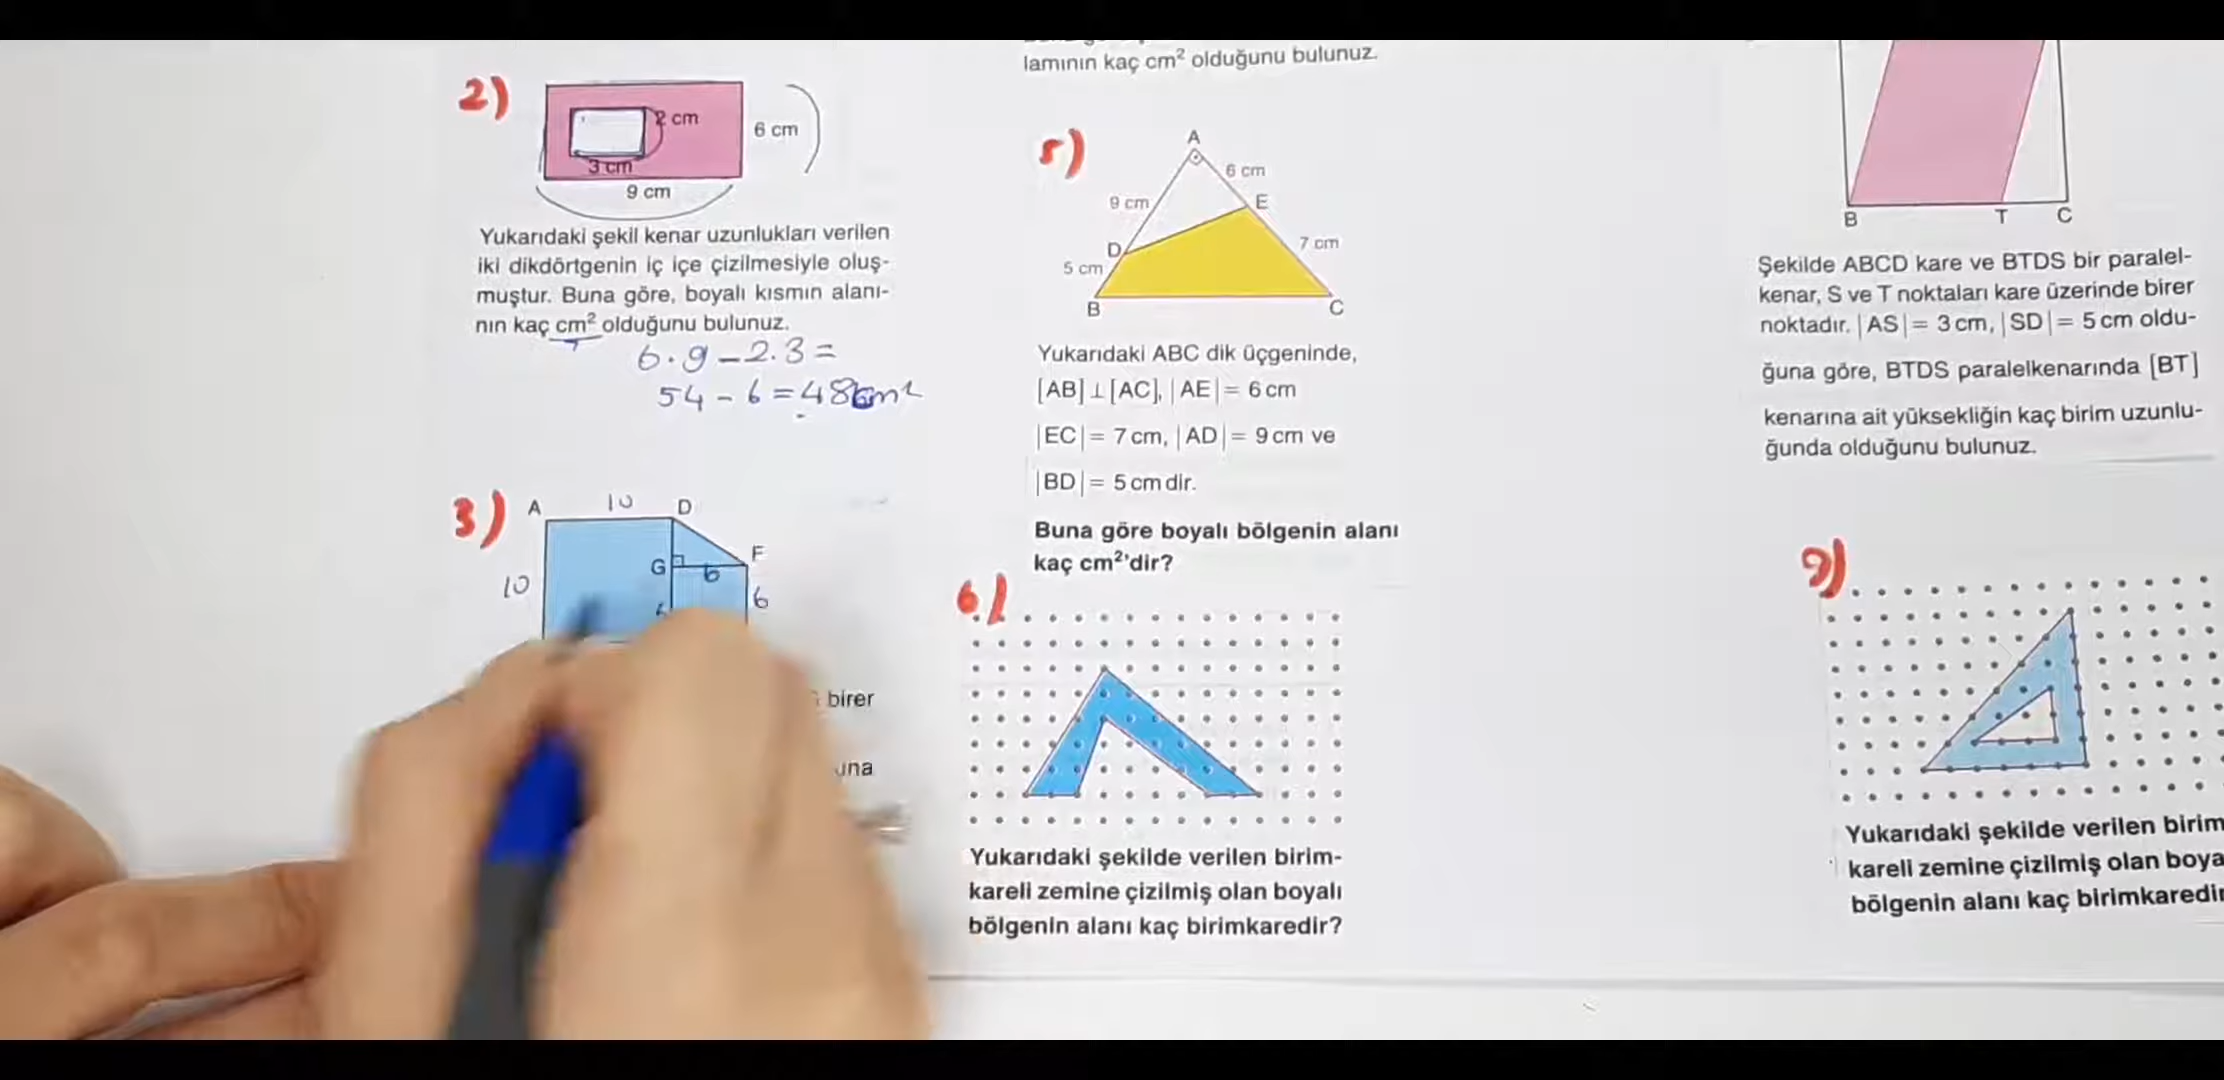 2)
2 cm
6 cm
3 cm
9 cm
Yukarıdaki şekil kenar uzunlukları verilen
iki dikdörtgenin iç içe çizilmesiyle oluş-
muştur. Buna göre, boyalı kısmın alanı-
nın kaç cm² olduğunu bulunuz.
6.9-2.3=
54-6=48cm²
3)
A
10
D
F
G
6
10
6
6
birer
una
lamının kaç cm² olduğunu bulunuz.
5)
A
6 cm
9 cm
E
D
7 cm
5 cm
B
C
Yukarıdaki ABC dik üçgeninde,
[AB]⊥[AC], |AE|= 6 cm
|EC|= 7 cm, |AD|= 9 cm ve
|BD|= 5 cm dir.
Buna göre boyalı bölgenin alanı
kaç cm²'dir?
6)
Yukarıdaki şekilde verilen birim-
kareli zemine çizilmiş olan boyalı
bölgenin alanı kaç birimkaredir?
B
T
C
Şekilde ABCD kare ve BTDS bir paralel-
kenar, S ve T noktaları kare üzerinde birer
noktadır. |AS|= 3 cm, |SD|= 5 cm oldu-
ğuna göre, BTDS paralelkenarında [BT]
kenarına ait yüksekliğin kaç birim uzunlu-
ğunda olduğunu bulunuz.
9)
Yukarıdaki şekilde verilen birim
kareli zemine çizilmiş olan boya
bölgenin alanı kaç birimkaredir